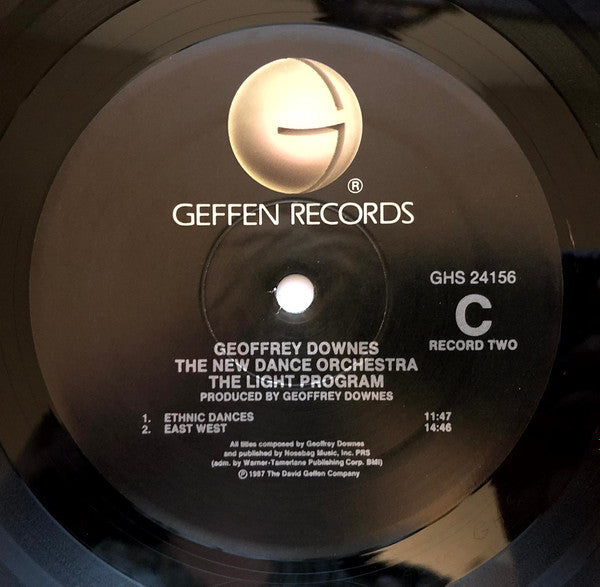 ®
GEFFEN RECORDS
GHS 24156
C
RECORD TWO
GEOFFREY DOWNES
THE NEW DANCE ORCHESTRA
THE LIGHT PROGRAM
PRODUCED BY GEOFFREY DOWNES
1. ETHNIC DANCES 11:47
2. EAST WEST 14:46
All titles composed by Geoffrey Downes
and published by Nosebag Music, Inc. PRS
(adm. by Warner-Tamerlane Publishing Corp. BMI)
℗©1987 The David Geffen Company